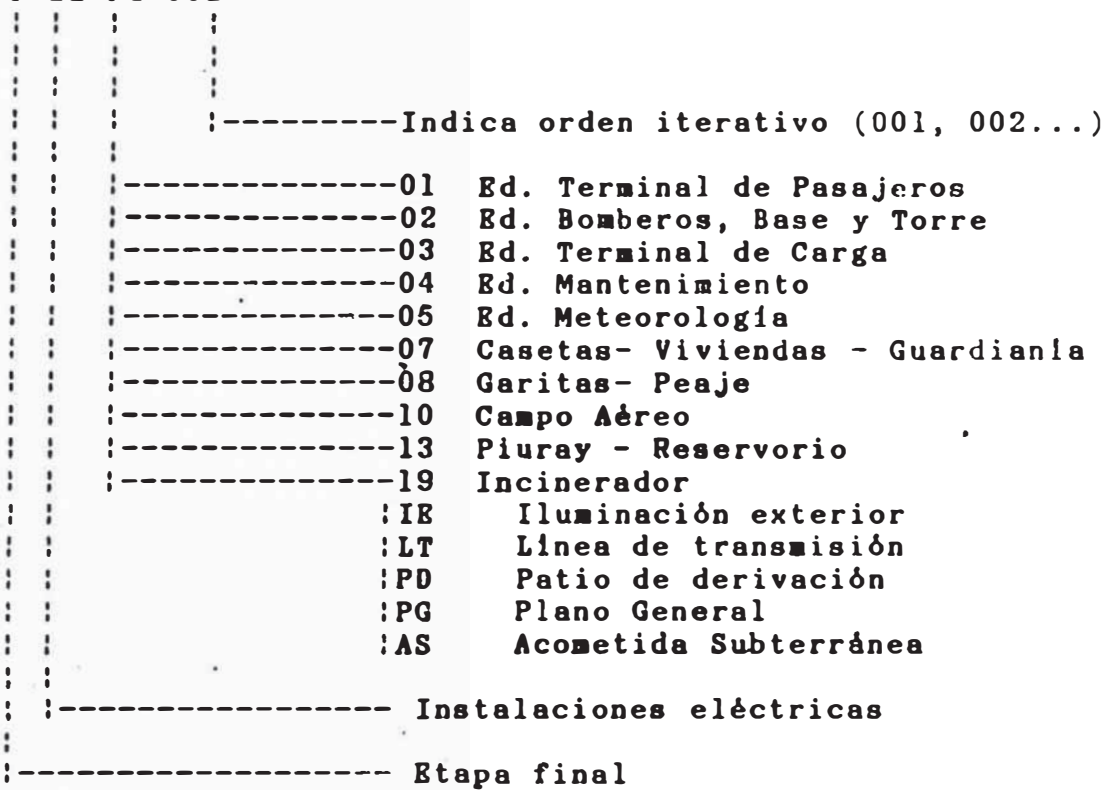 :---------Indica orden iterativo (001, 002...)
:--------------01 Ed. Terminal de Pasajeros
:--------------02 Ed. Bomberos, Base y Torre
:--------------03 Ed. Terminal de Carga
:--------------04 Ed. Mantenimiento
:--------------05 Ed. Meteorología
:--------------07 Casetas- Viviendas - Guardianía
:--------------08 Garitas- Peaje
:--------------10 Campo Aéreo
:--------------13 Piuray - Reservorio
:--------------19 Incinerador
:IE Iluminación exterior
:LT Línea de transmisión
:PD Patio de derivación
:PG Plano General
:AS Acometida Subterránea
:----------------- Instalaciones eléctricas
:------------------- Etapa final